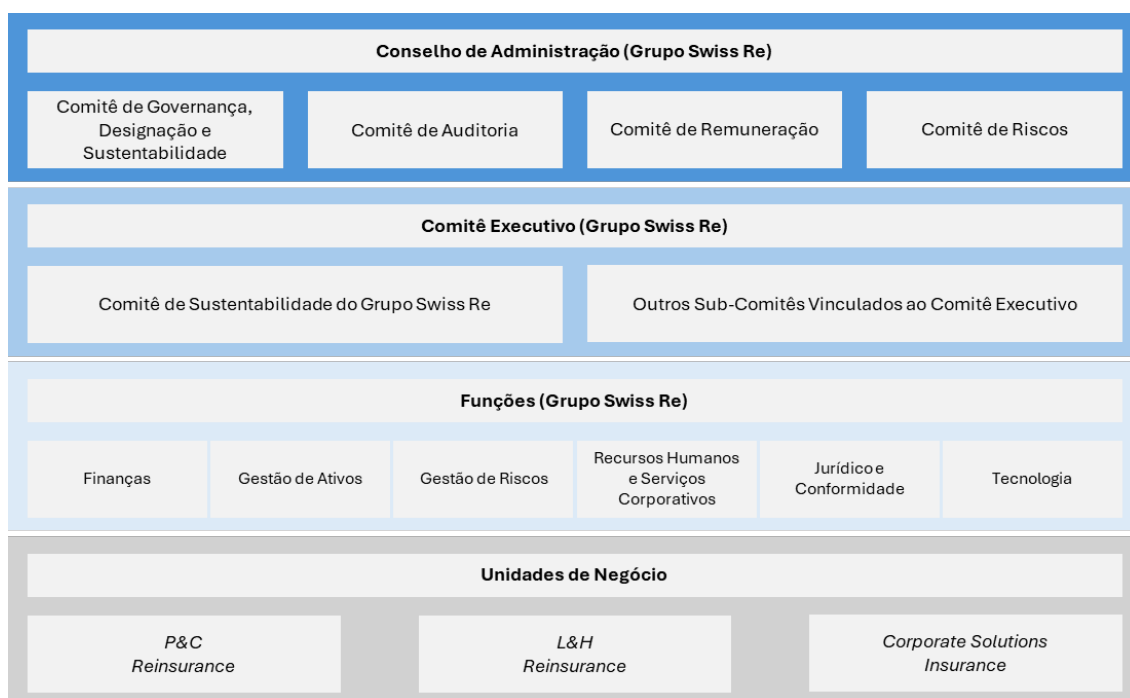 Conselho de Administração (Grupo Swiss Re)
Comitê de Governança,
Designação e
Sustentabilidade
Comitê de Auditoria
Comitê de Remuneração
Comitê de Riscos
Comitê Executivo (Grupo Swiss Re)
Comitê de Sustentabilidade do Grupo Swiss Re
Outros Sub-Comitês Vinculados ao Comitê Executivo
Funções (Grupo Swiss Re)
Finanças
Gestão de Ativos
Gestão de Riscos
Recursos Humanos
e Serviços
Corporativos
Jurídico e
Conformidade
Tecnologia
Unidades de Negócio
P&C
Reinsurance
L&H
Reinsurance
Corporate Solutions
Insurance